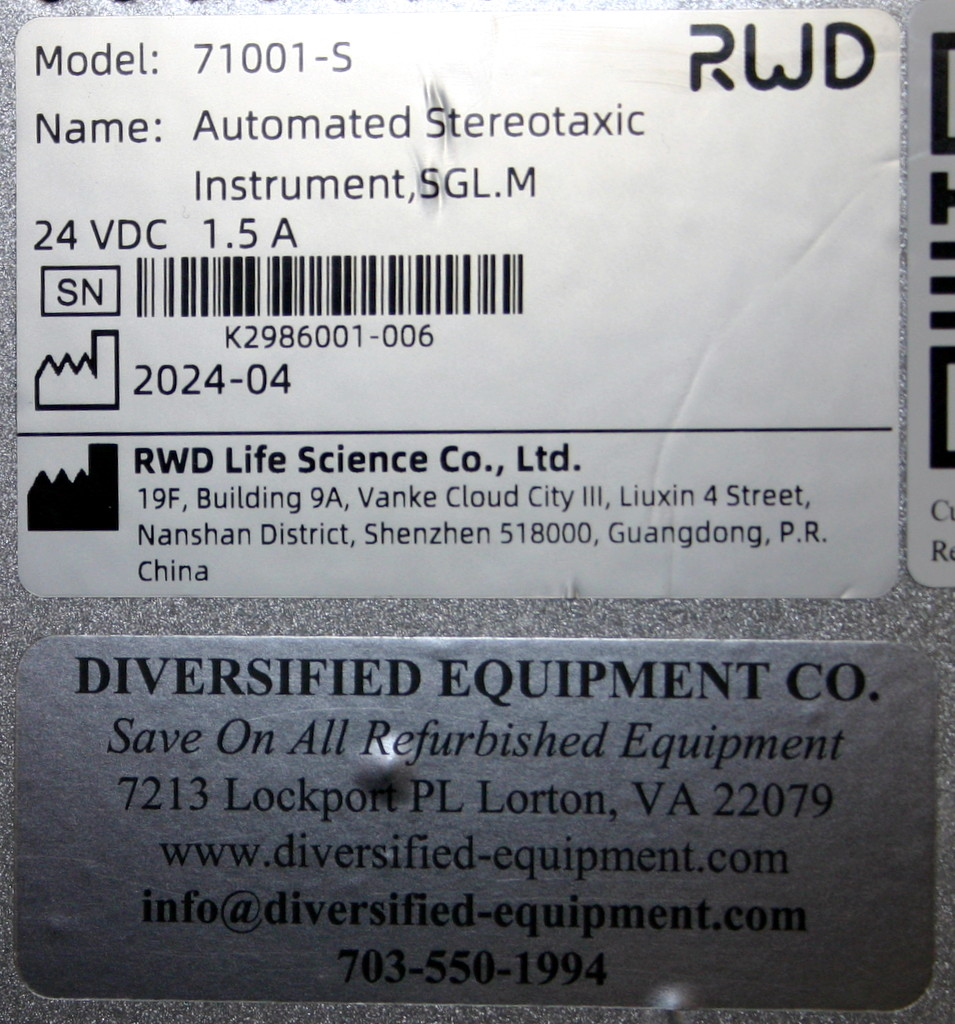 RWD
Model: 71001-S
Name: Automated Stereotaxic
Instrument,SGL.M
24 VDC 1.5 A
SN
K2986001-006
2024-04
RWD Life Science Co., Ltd.
19F, Building 9A, Vanke Cloud City III, Liuxin 4 Street,
Nanshan District, Shenzhen 518000, Guangdong, P.R.
China
DIVERSIFIED EQUIPMENT CO.
Save On All Refurbished Equipment
7213 Lockport PL Lorton, VA 22079
www.diversified-equipment.com
info@diversified-equipment.com
703-550-1994